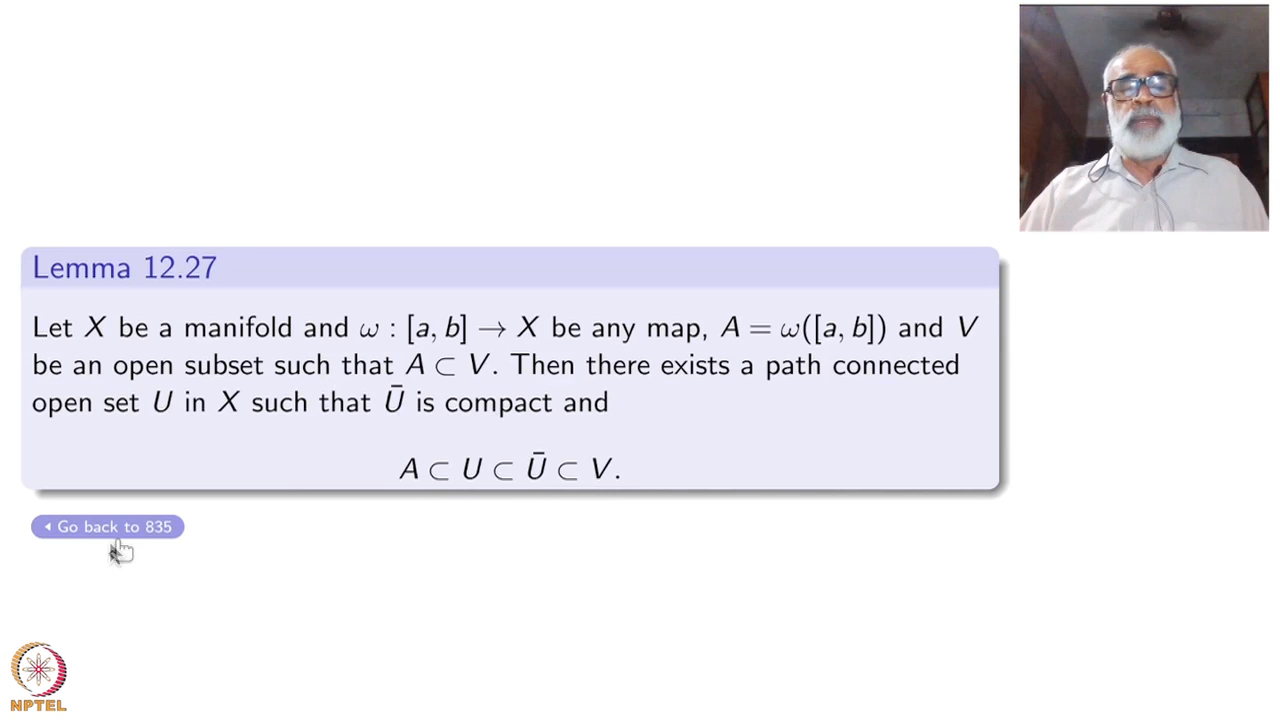 Lemma 12.27
Let X be a manifold and ω : [a, b] → X be any map, A = ω([a, b]) and V
be an open subset such that A ⊂ V. Then there exists a path connected
open set U in X such that Ū is compact and
A ⊂ U ⊂ Ū ⊂ V.
Go back to 835
NPTEL